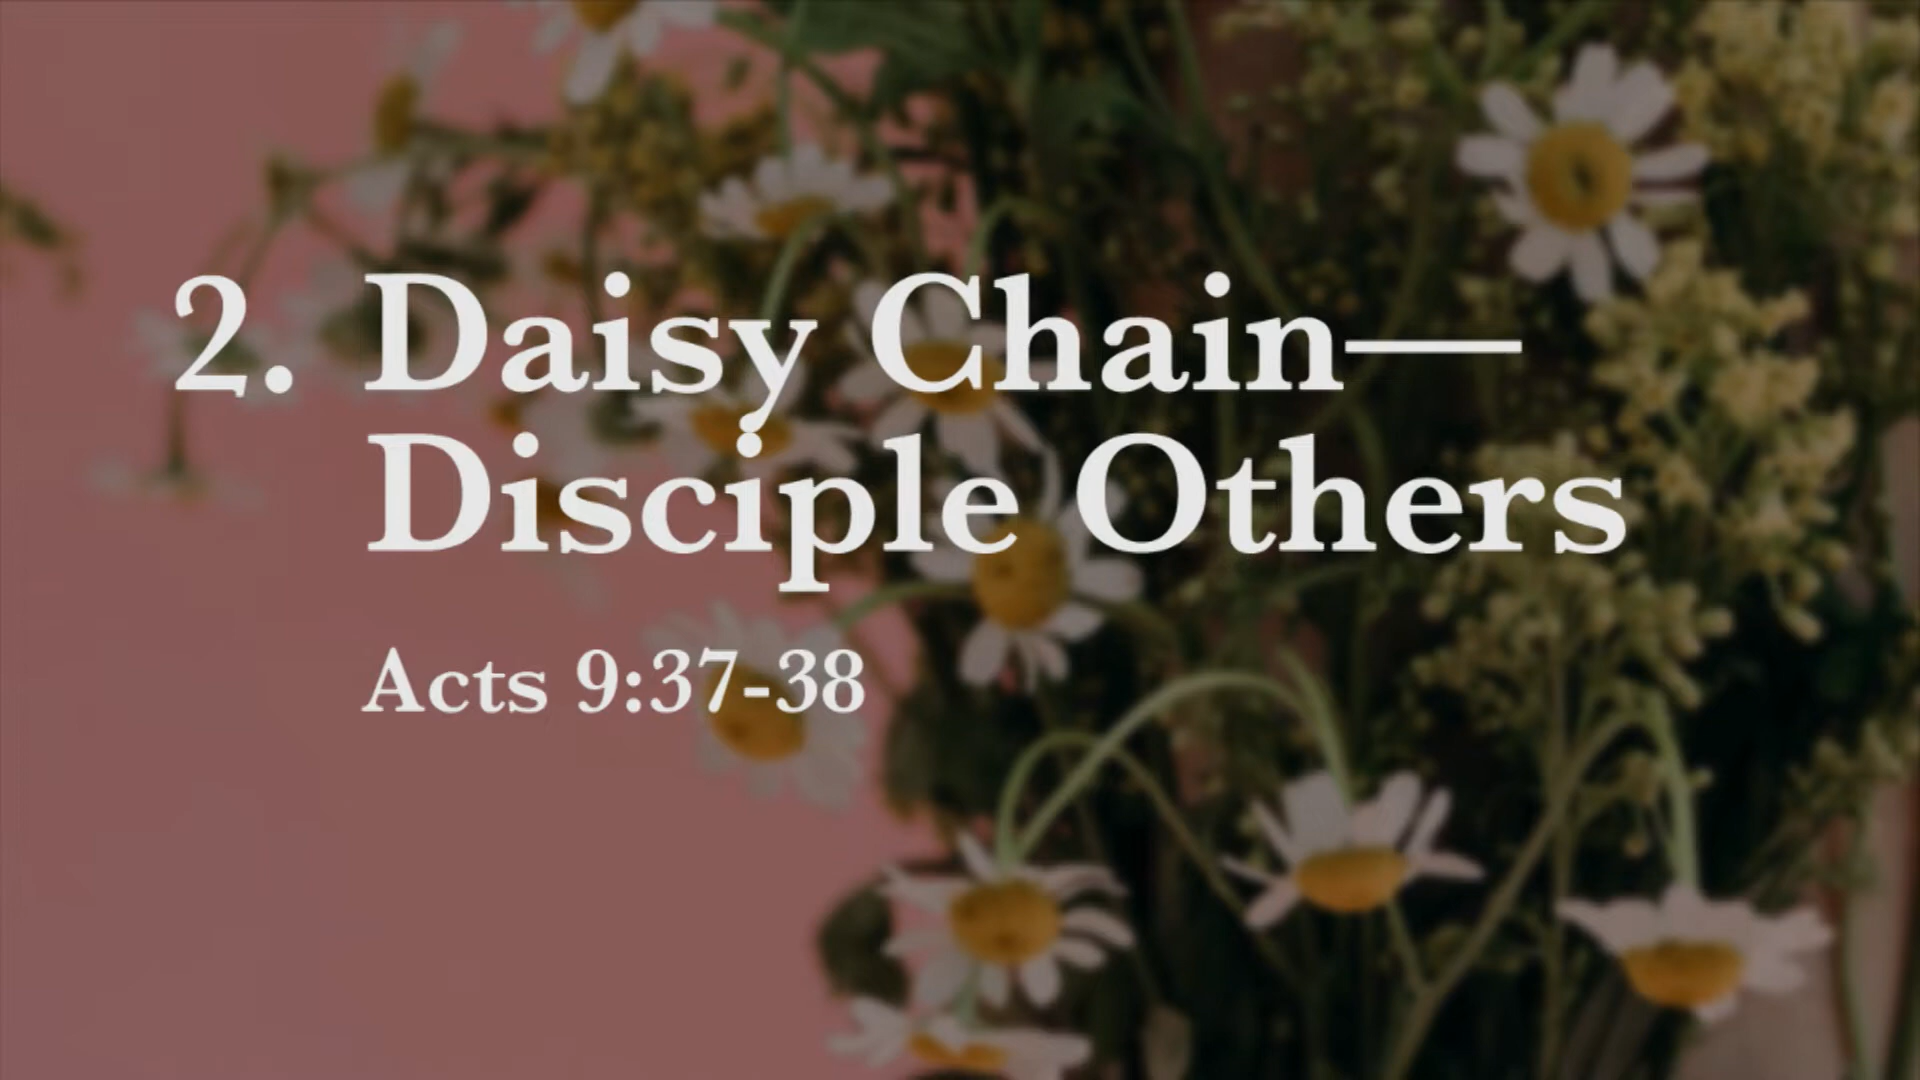 2. Daisy Chain—
Disciple Others
Acts 9:37-38